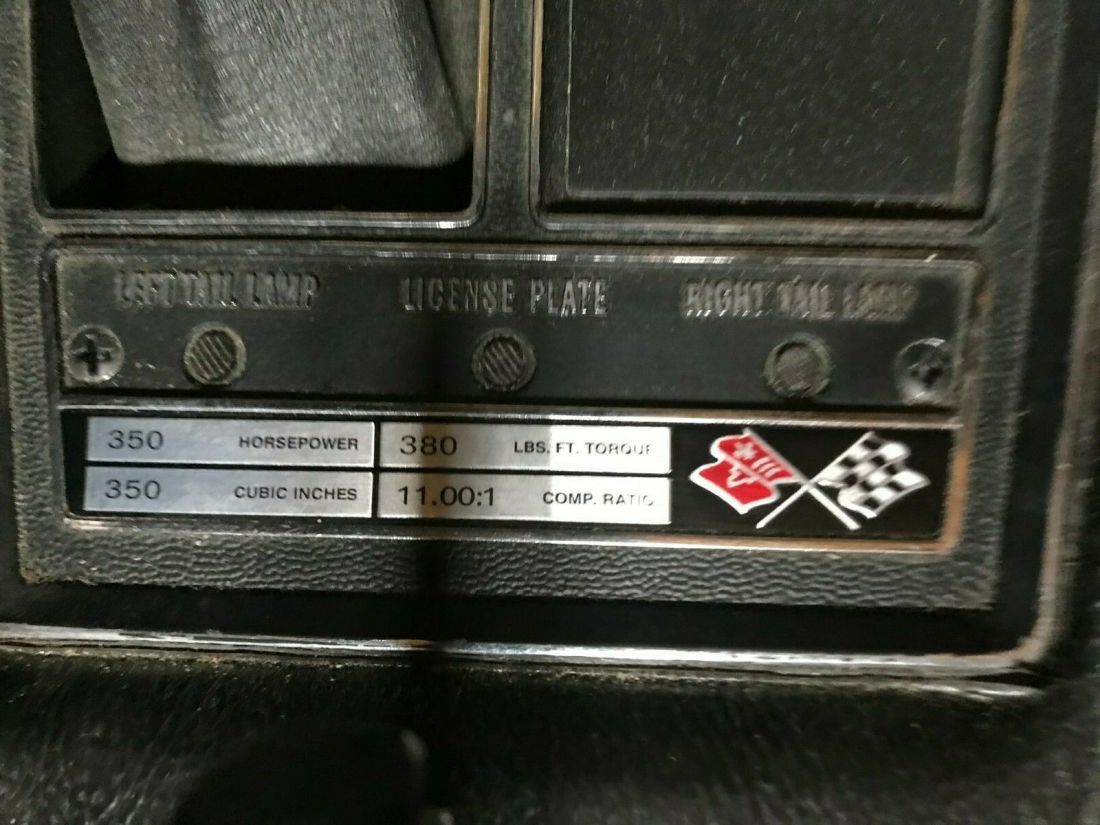 LEFT TAIL LAMP LICENSE PLATE RIGHT TAIL LAMP
350 HORSEPOWER 380 LBS. FT. TORQUE
350 CUBIC INCHES 11.00:1 COMP. RATIO